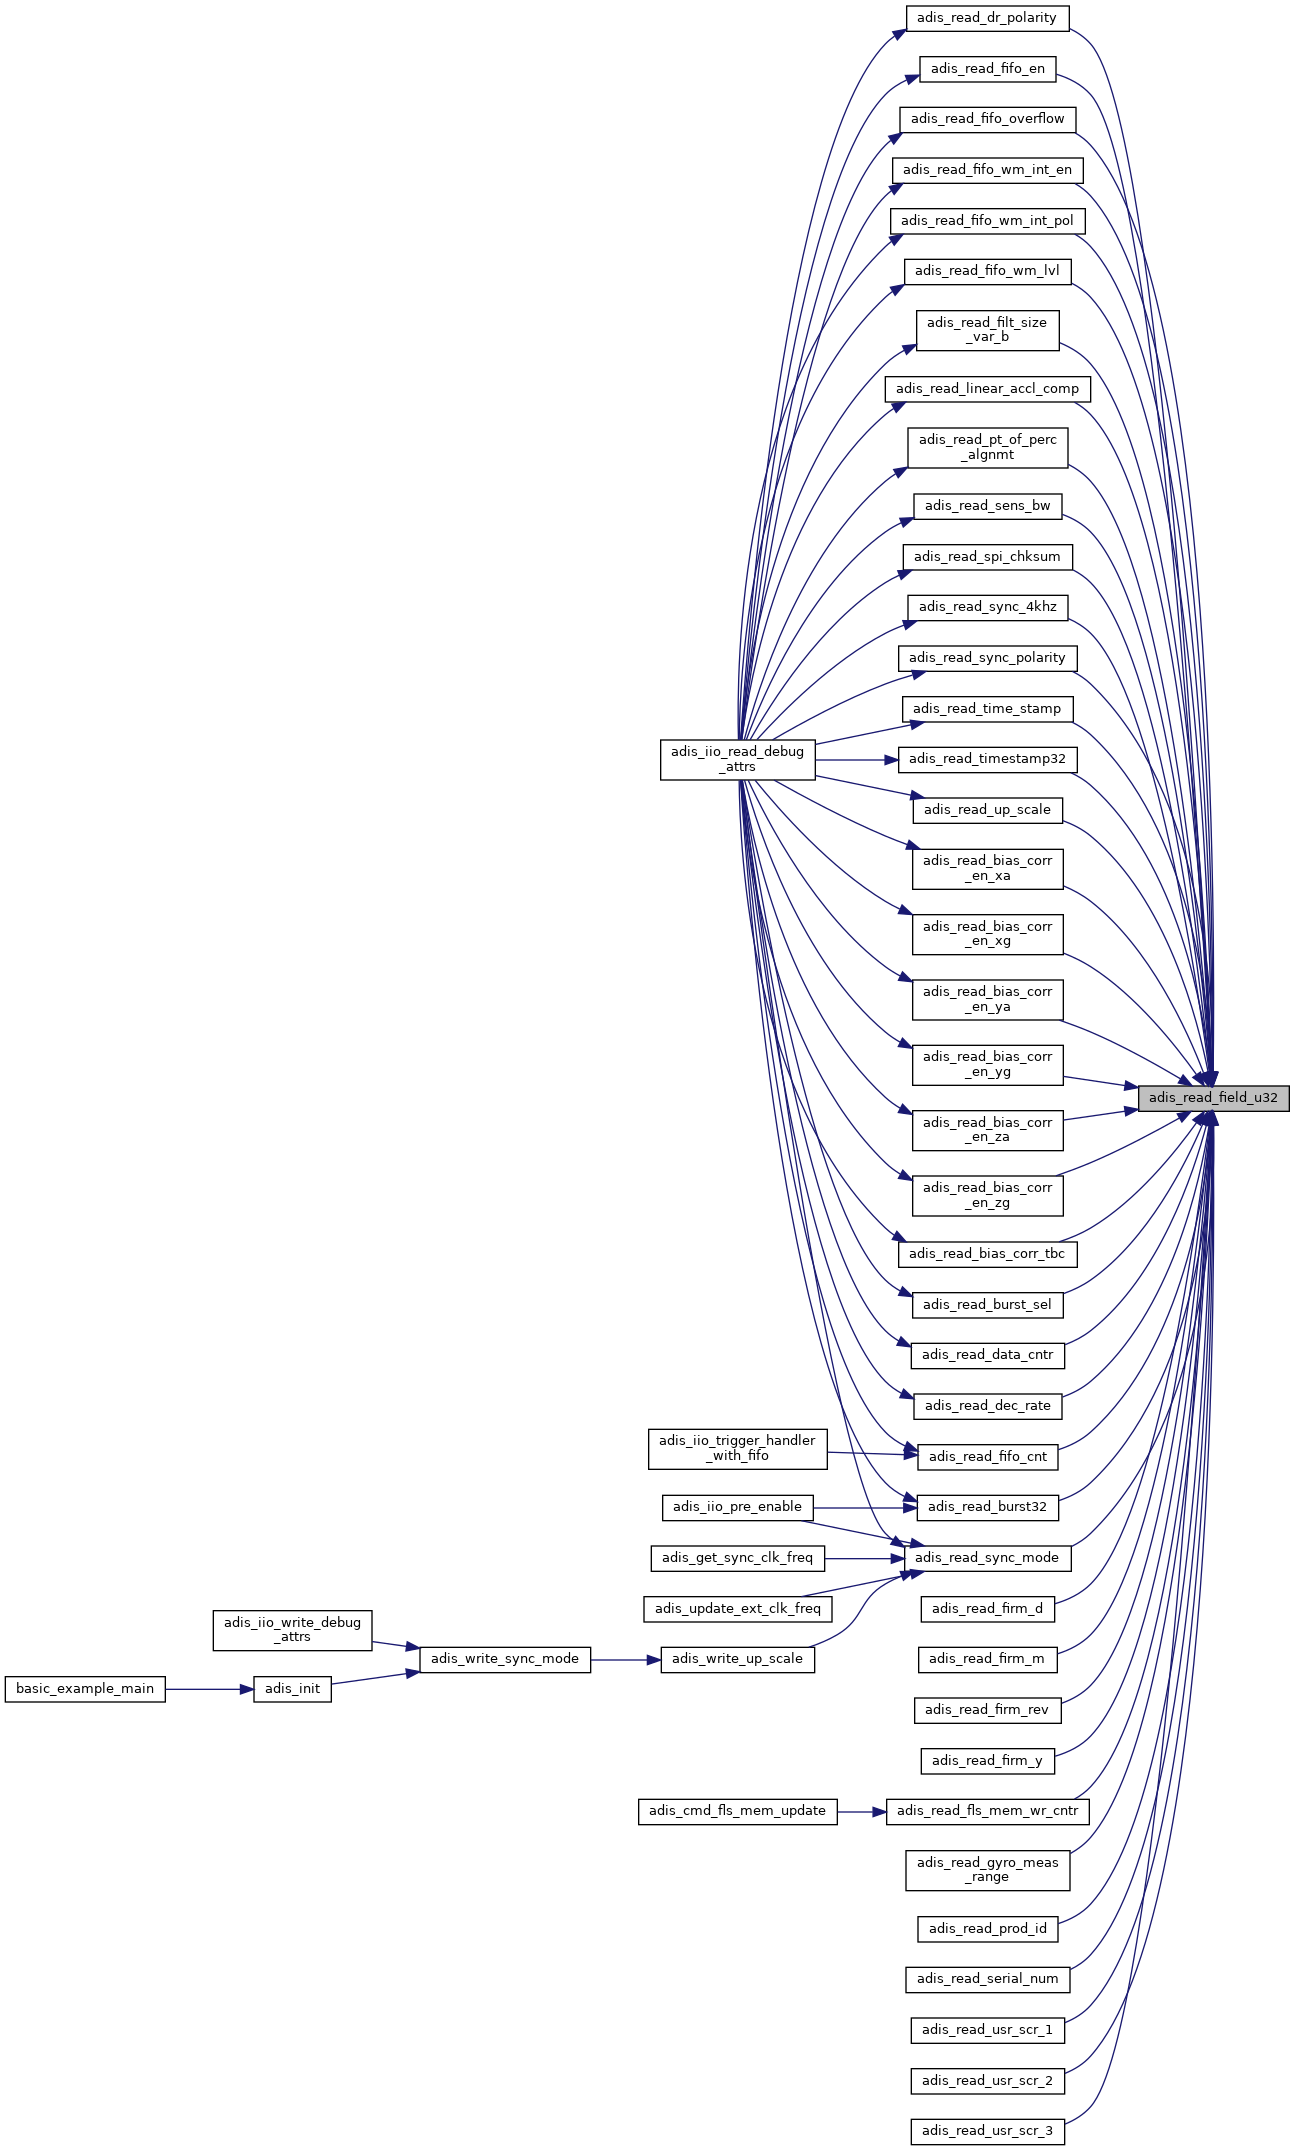 adis_read_dr_polarity
adis_read_fifo_en
adis_read_fifo_overflow
adis_read_fifo_wm_int_en
adis_read_fifo_wm_int_pol
adis_read_fifo_wm_lvl
adis_read_filt_size
_var_b
adis_read_linear_accl_comp
adis_read_pt_of_perc
_algnmt
adis_read_sens_bw
adis_read_spi_chksum
adis_read_sync_4khz
adis_read_sync_polarity
adis_read_time_stamp
adis_iio_read_debug
_attrs
adis_read_timestamp32
adis_read_up_scale
adis_read_bias_corr
_en_xa
adis_read_bias_corr
_en_xg
adis_read_bias_corr
_en_ya
adis_read_bias_corr
_en_yg
adis_read_field_u32
adis_read_bias_corr
_en_za
adis_read_bias_corr
_en_zg
adis_read_bias_corr_tbc
adis_read_burst_sel
adis_read_data_cntr
adis_read_dec_rate
adis_iio_trigger_handler
_with_fifo
adis_read_fifo_cnt
adis_iio_pre_enable
adis_read_burst32
adis_get_sync_clk_freq
adis_read_sync_mode
adis_update_ext_clk_freq
adis_read_firm_d
adis_iio_write_debug
_attrs
adis_write_sync_mode
adis_write_up_scale
adis_read_firm_m
basic_example_main
adis_init
adis_read_firm_rev
adis_read_firm_y
adis_cmd_fls_mem_update
adis_read_fls_mem_wr_cntr
adis_read_gyro_meas
_range
adis_read_prod_id
adis_read_serial_num
adis_read_usr_scr_1
adis_read_usr_scr_2
adis_read_usr_scr_3